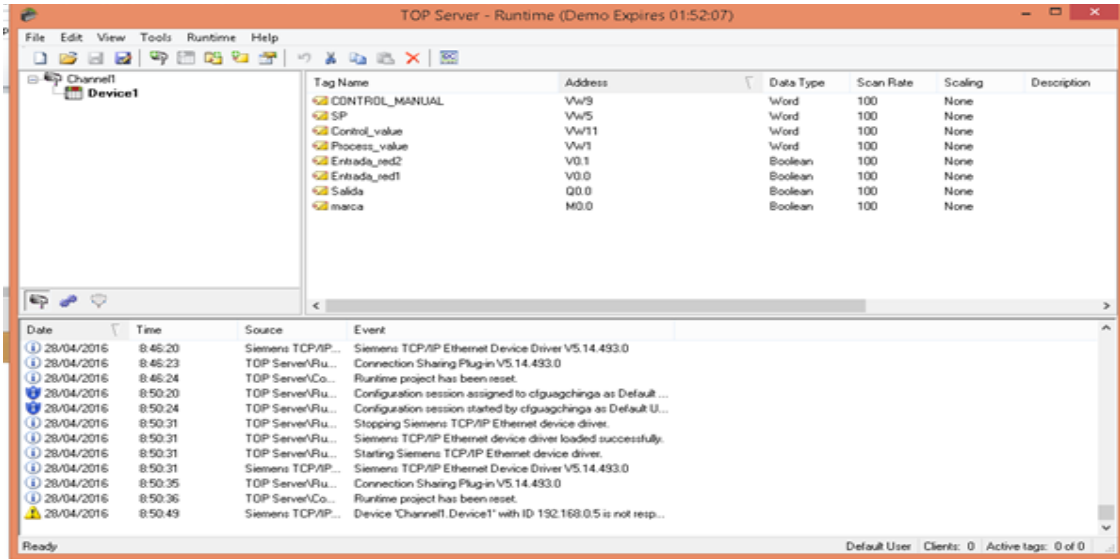 TOP Server - Runtime (Demo Expires 01:52:07)
File Edit View Tools Runtime Help
Channel1
Device1
Tag Name Address Data Type Scan Rate Scaling Description
CONTROL_MANUAL VW9 Word 100 None
SP VW5 Word 100 None
Control_value VW11 Word 100 None
Process_value VW1 Word 100 None
Entrada_red2 V0.1 Boolean 100 None
Entrada_red1 V0.0 Boolean 100 None
Salida Q0.0 Boolean 100 None
marca M0.0 Boolean 100 None
Date Time Source Event
28/04/2016 8:46:20 Siemens TCP/IP... Siemens TCP/IP Ethernet Device Driver V5.14.493.0
28/04/2016 8:46:23 TOP Server\Ru... Connection Sharing Plug-in V5.14.493.0
28/04/2016 8:46:24 TOP Server\Co... Runtime project has been reset.
28/04/2016 8:50:20 TOP Server\Ru... Configuration session assigned to cfguagchinga as Default ...
28/04/2016 8:50:24 TOP Server\Ru... Configuration session started by cfguagchinga as Default U...
28/04/2016 8:50:31 TOP Server\Ru... Stopping Siemens TCP/IP Ethernet device driver.
28/04/2016 8:50:31 TOP Server\Ru... Siemens TCP/IP Ethernet device driver loaded successfully.
28/04/2016 8:50:31 TOP Server\Ru... Starting Siemens TCP/IP Ethernet device driver.
28/04/2016 8:50:31 Siemens TCP/IP... Siemens TCP/IP Ethernet Device Driver V5.14.493.0
28/04/2016 8:50:35 TOP Server\Ru... Connection Sharing Plug-in V5.14.493.0
28/04/2016 8:50:36 TOP Server\Co... Runtime project has been reset.
28/04/2016 8:50:49 Siemens TCP/IP... Device 'Channel1.Device1' with ID 192.168.0.5 is not resp...
Ready Default User Clients: 0 Active tags: 0 of 0